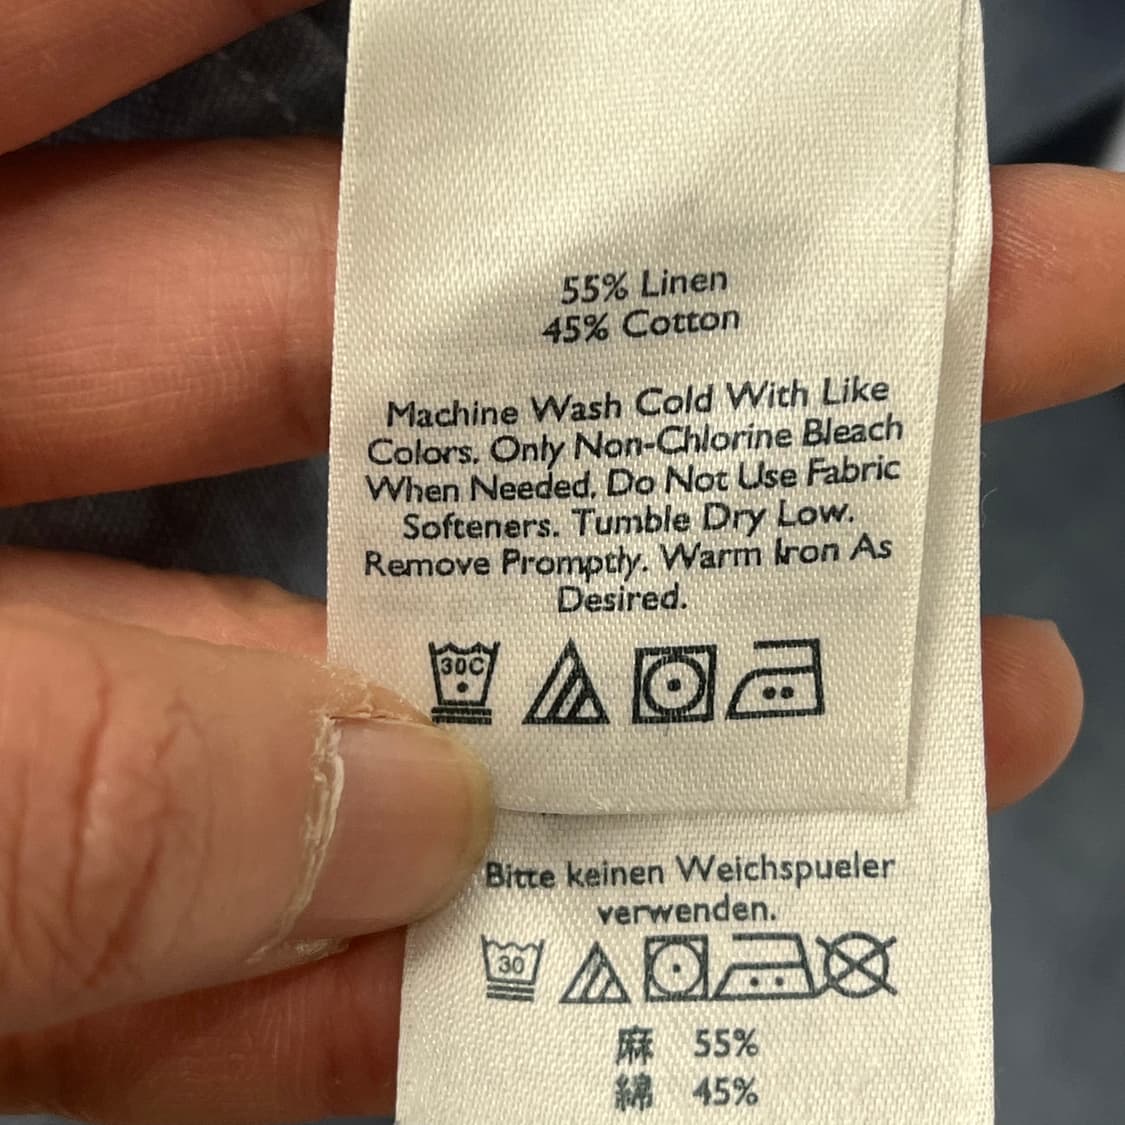 55% Linen
45% Cotton
Machine Wash Cold With Like
Colors. Only Non-Chlorine Bleach
When Needed. Do Not Use Fabric
Softeners. Tumble Dry Low.
Remove Promptly. Warm Iron As
Desired.
30C
Bitte keinen Weichspueler
verwenden.
30
麻 55%
綿 45%